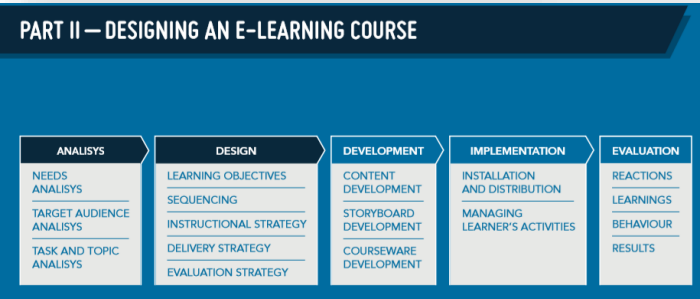 PART II — DESIGNING AN E-LEARNING COURSE
ANALISYS
NEEDS
ANALISYS
TARGET AUDIENCE
ANALISYS
TASK AND TOPIC
ANALISYS
DESIGN
LEARNING OBJECTIVES
SEQUENCING
INSTRUCTIONAL STRATEGY
DELIVERY STRATEGY
EVALUATION STRATEGY
DEVELOPMENT
CONTENT
DEVELOPMENT
STORYBOARD
DEVELOPMENT
COURSEWARE
DEVELOPMENT
IMPLEMENTATION
INSTALLATION
AND DISTRIBUTION
MANAGING
LEARNER'S ACTIVITIES
EVALUATION
REACTIONS
LEARNINGS
BEHAVIOUR
RESULTS